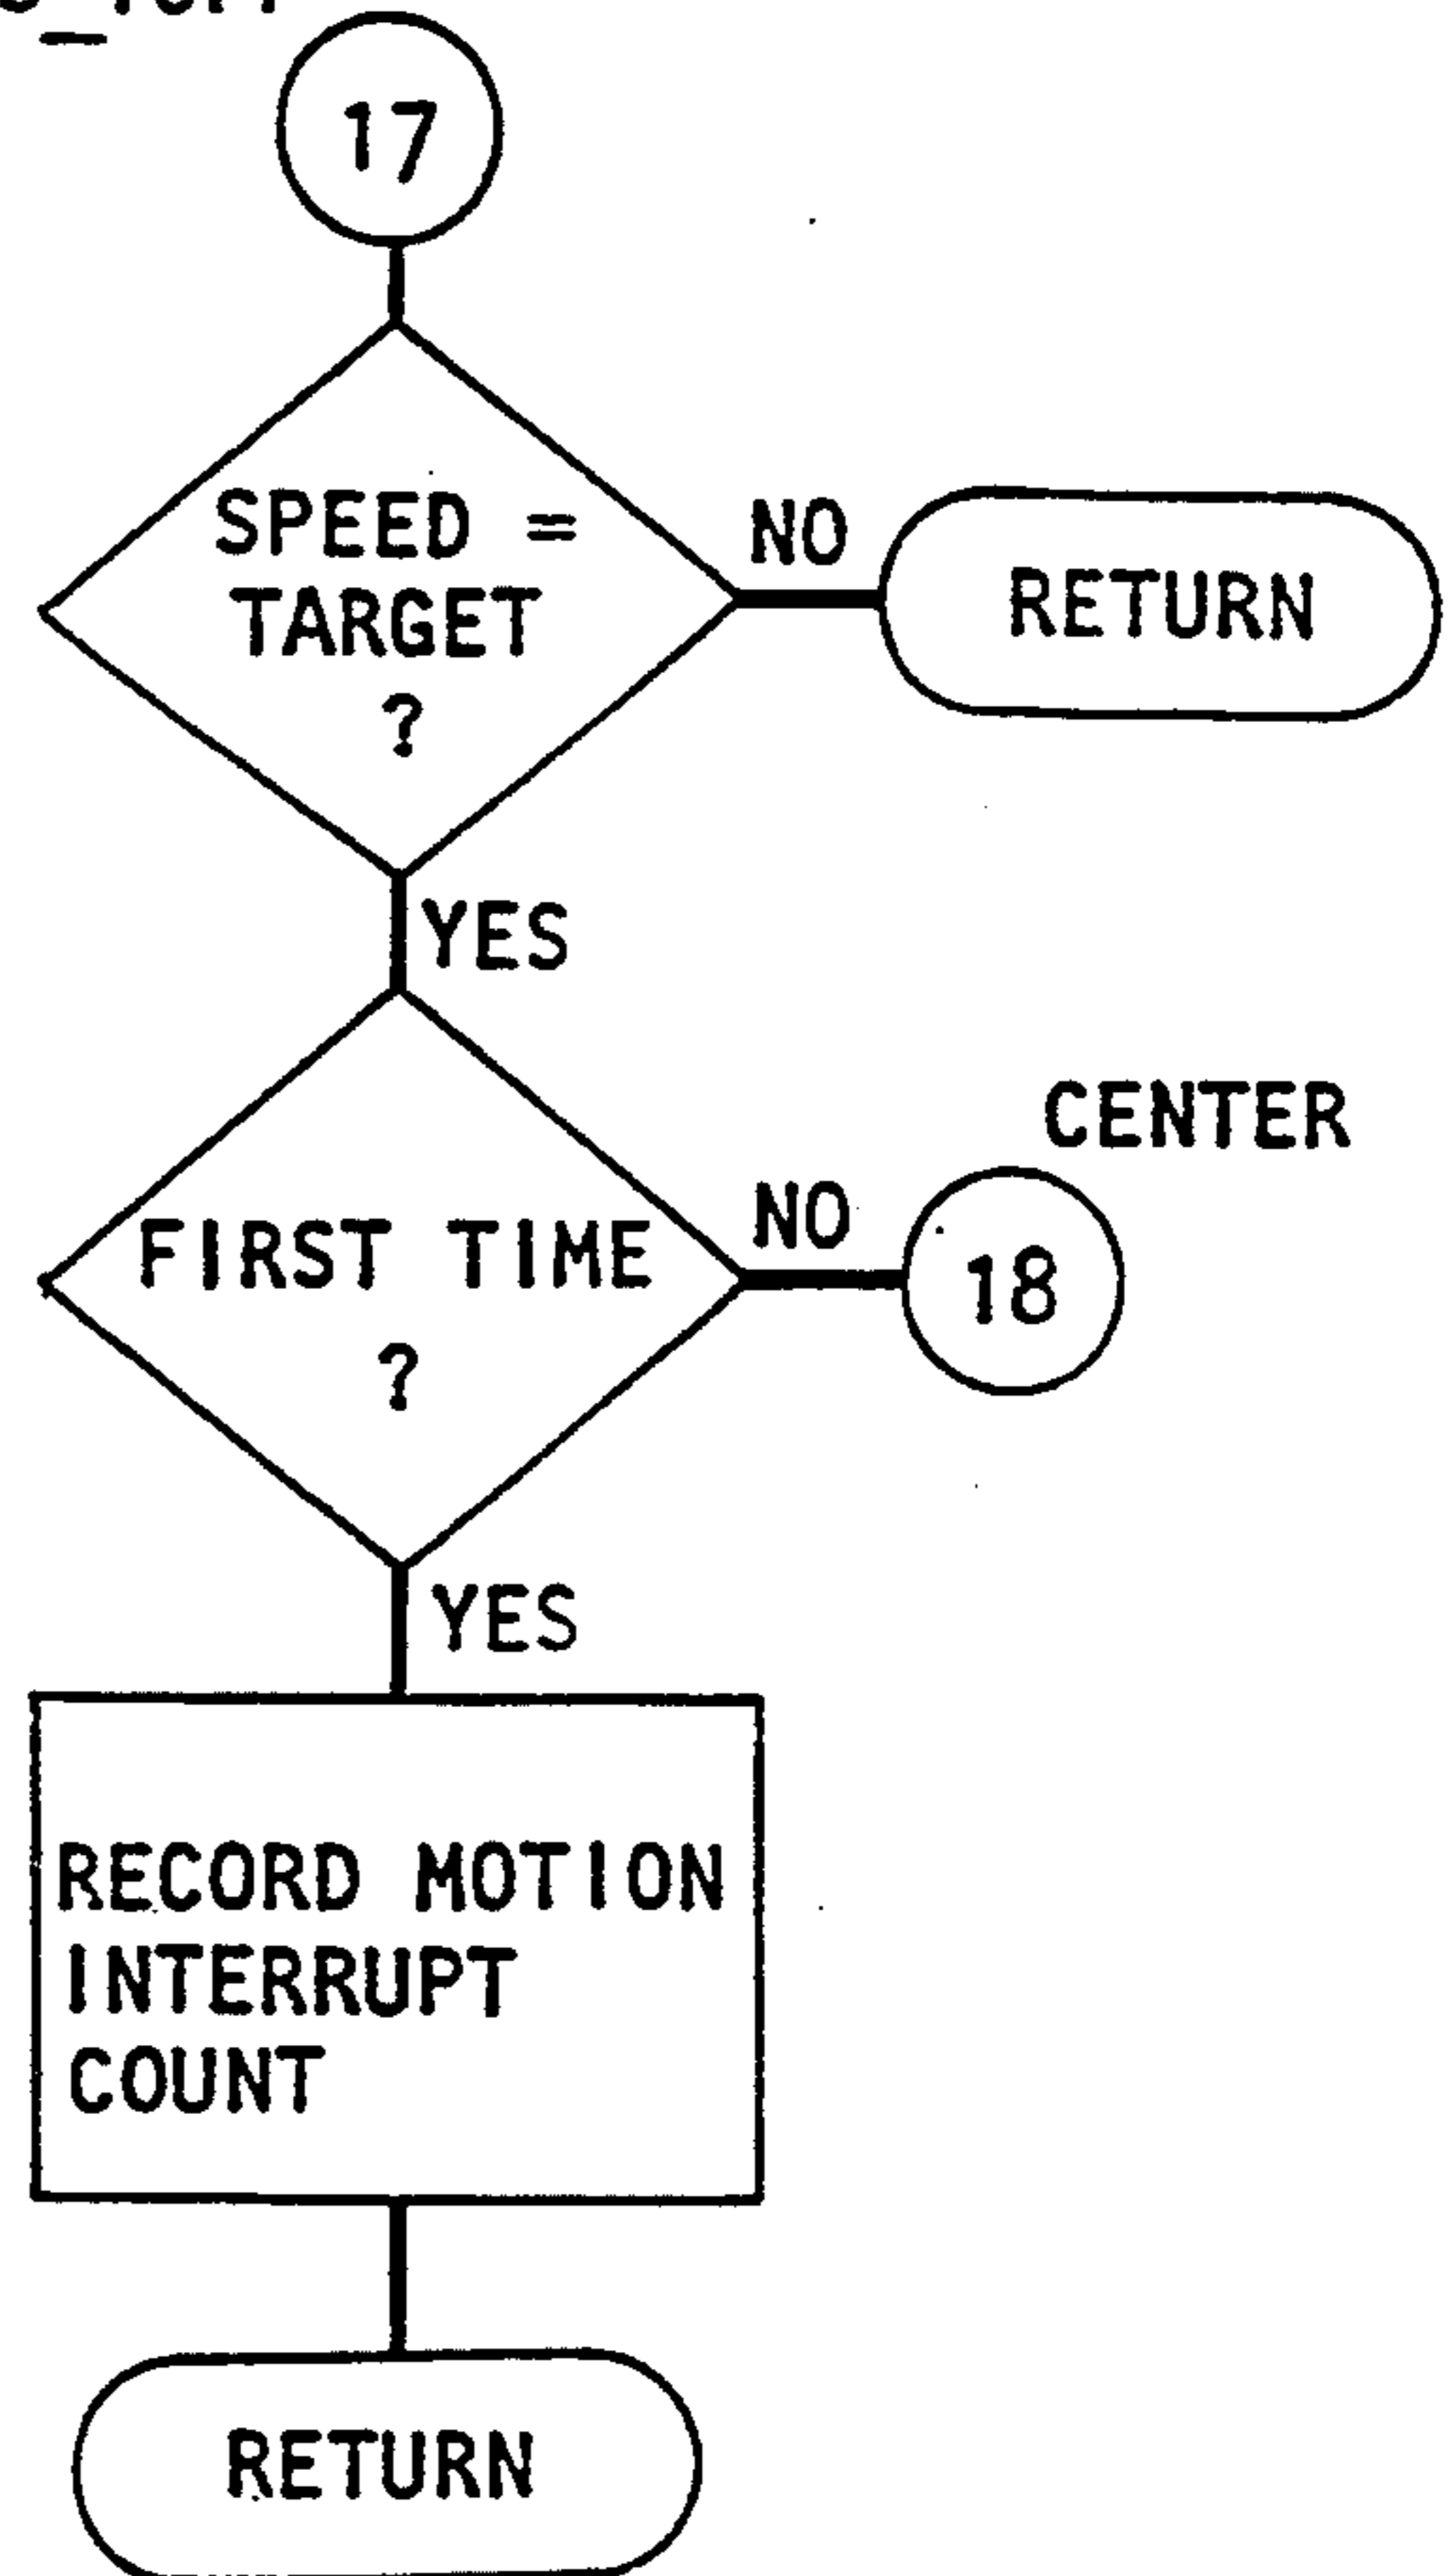 17
SPEED =
TARGET
?
NO
RETURN
YES
CENTER
FIRST TIME
?
NO
18
YES
RECORD MOTION
INTERRUPT
COUNT
RETURN